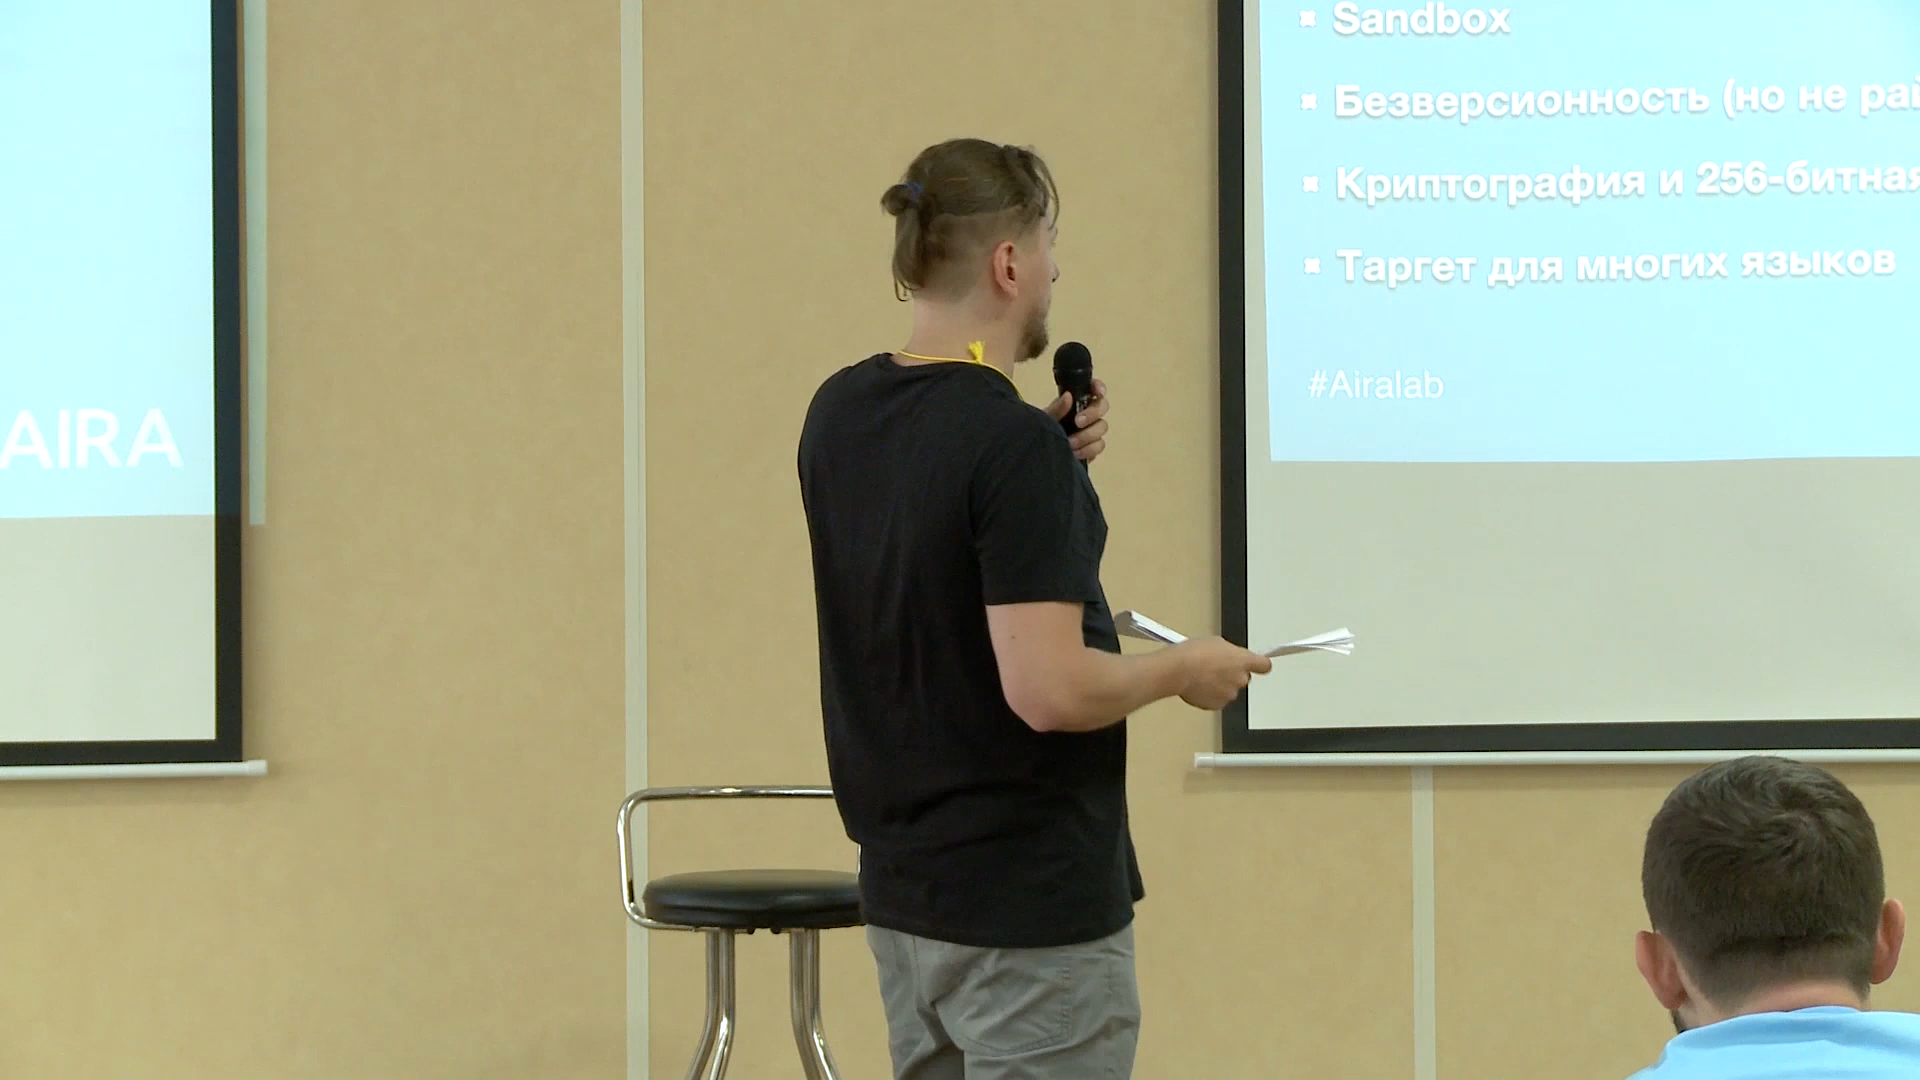 AIRA
Sandbox
Безверсионность (но не
Криптография и 256-битная
Таргет для многих языков
#Airalab